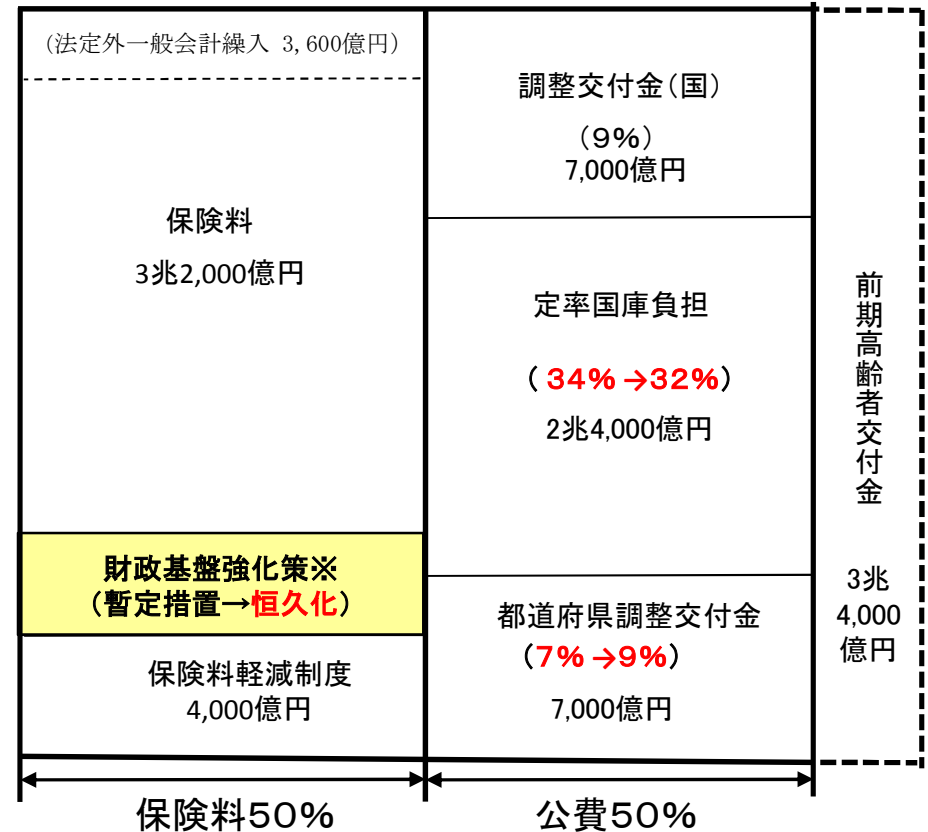 (法定外一般会計繰入 3,600億円)
保険料
3兆2,000億円
財政基盤強化策※
(暫定措置→恒久化)
保険料軽減制度
4,000億円
調整交付金(国)
(9%)
7,000億円
定率国庫負担
( 34%→32%)
2兆4,000億円
都道府県調整交付金
(7%→9%)
7,000億円
前期高齢者交付金
3兆
4,000
億円
保険料50%
公費50%